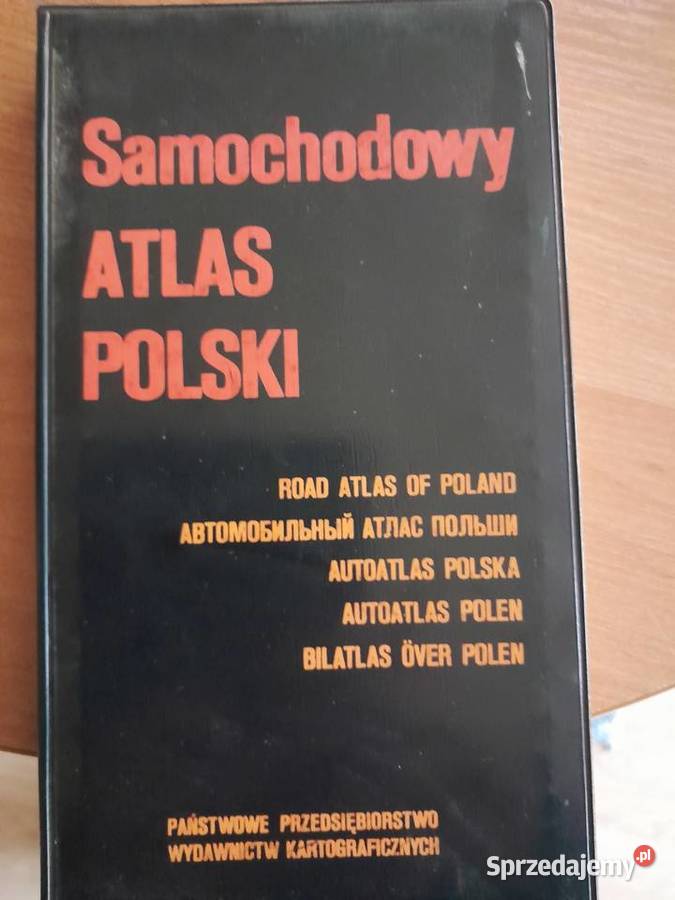 Samochodowy
ATLAS
POLSKI
ROAD ATLAS OF POLAND
АВТОМОБИЛЬНЫЙ АТЛАС ПОЛЬШИ
AUTOATLAS POLSKA
AUTOATLAS POLEN
BILATLAS ÖVER POLEN
PAŃSTWOWE PRZEDSIĘBIORSTWO
WYDAWNICTW KARTOGRAFICZNYCH
Sprzedajemy.pl